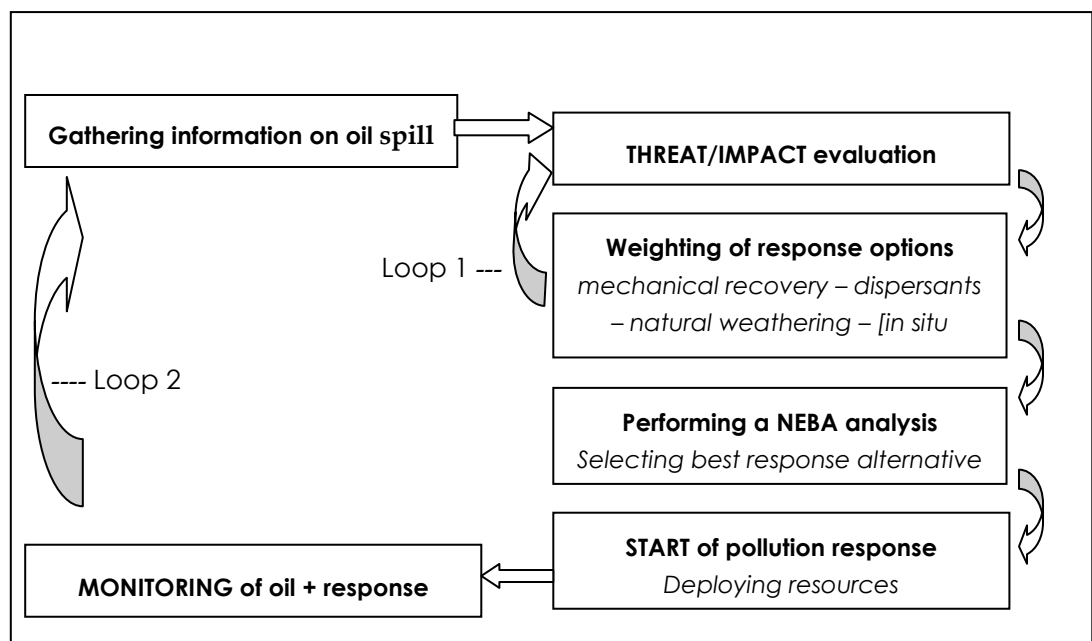 Gathering information on oil spill
THREAT/IMPACT evaluation
Weighting of response options
mechanical recovery – dispersants
– natural weathering – [in situ
Loop 1 ---
---- Loop 2
Performing a NEBA analysis
Selecting best response alternative
START of pollution response
Deploying resources
MONITORING of oil + response